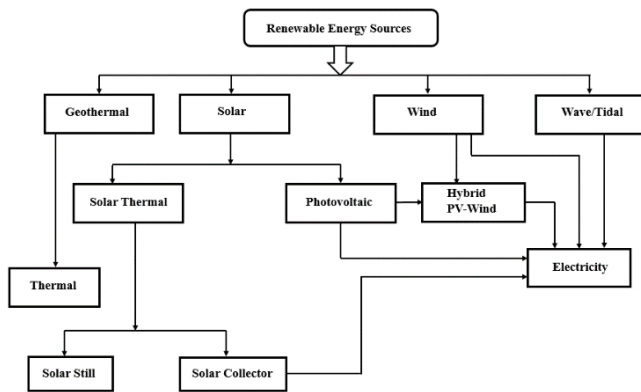 Renewable Energy Sources
Geothermal
Solar
Wind
Wave/Tidal
Solar Thermal
Photovoltaic
Hybrid
PV-Wind
Electricity
Thermal
Solar Still
Solar Collector